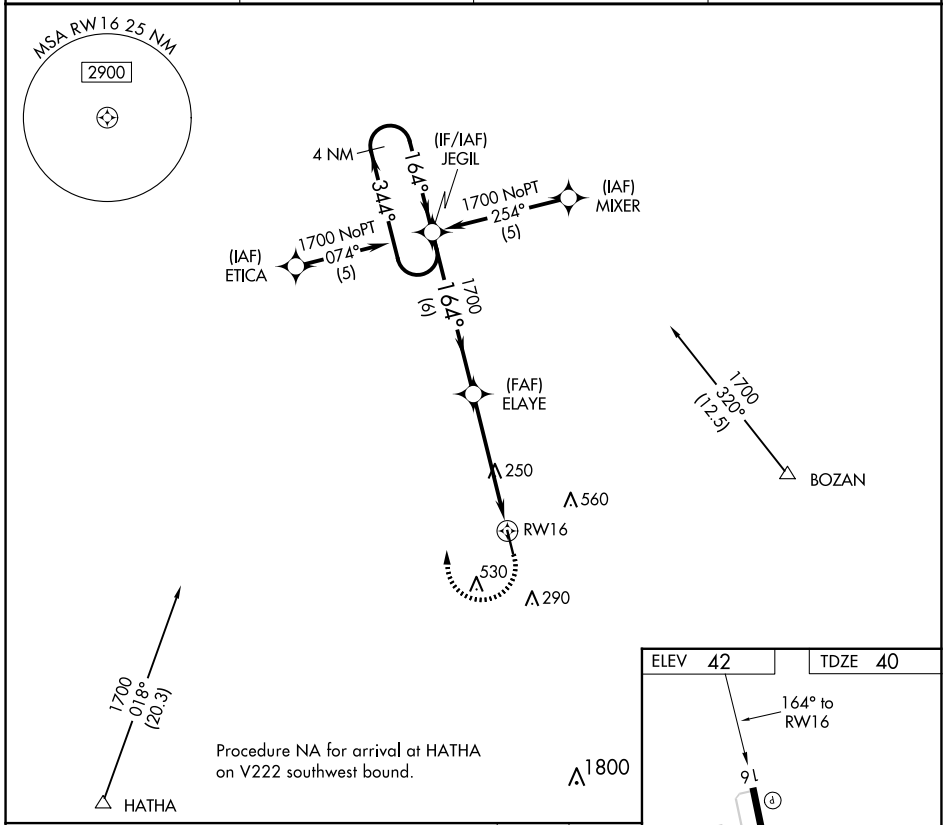 MSA RW16 25 NM
2900
4 NM
164°
344°
(IF/IAF)
JEGIL
1700 NoPT
254°
(5)
(IAF)
MIXER
(IAF)
ETICA
1700 NoPT
074°
(5)
1700
164°
(6)
(FAF)
ELAYE
1700
320°
(12.5)
BOZAN
250
560
RW16
530
290
1700
018°
(20.3)
HATHA
Procedure NA for arrival at HATHA
on V222 southwest bound.
1800
ELEV 42
TDZE 40
164° to
RW16
16
P